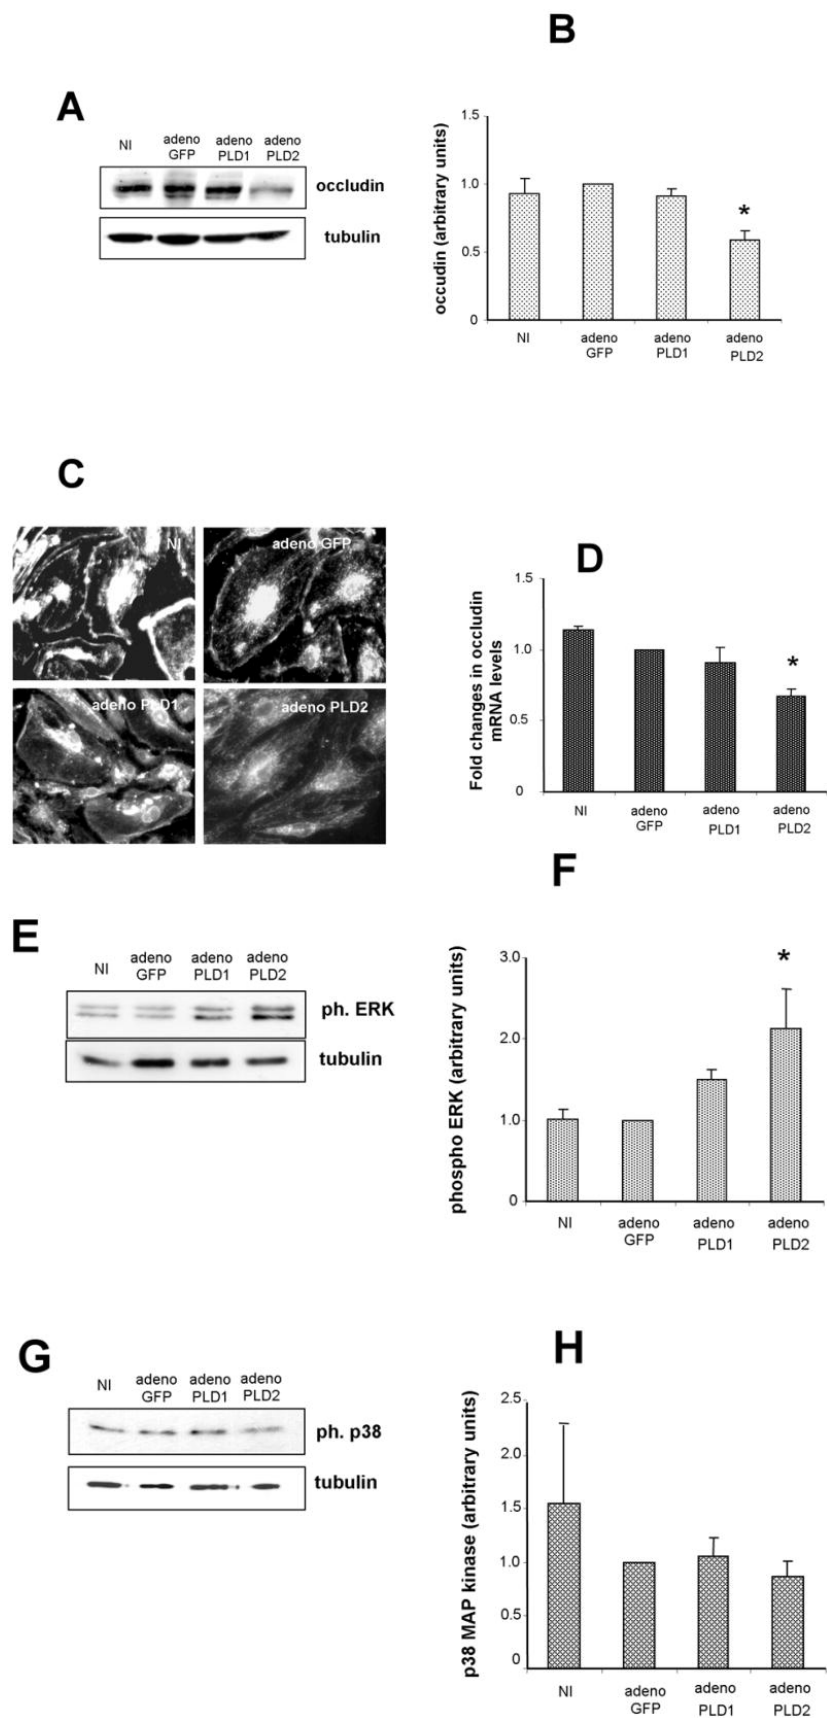 B
A
NI
adeno
GFP
adeno
PLD1
adeno
PLD2
occludin
tubulin
occudin (arbitrary units)
1.5
1.0
0.5
0
*
NI
adeno
GFP
adeno
PLD1
adeno
PLD2
C
NI
adeno GFP
adeno PLD1
adeno PLD2
D
Fold changes in occludin
mRNA levels
1.5
1.0
0.5
0
*
NI
adeno
GFP
adeno
PLD1
adeno
PLD2
E
NI
adeno
GFP
adeno
PLD1
adeno
PLD2
ph. ERK
tubulin
F
phospho ERK (arbitrary units)
3.0
2.0
1.0
0
*
NI
adeno
GFP
adeno
PLD1
adeno
PLD2
G
NI
adeno
GFP
adeno
PLD1
adeno
PLD2
ph. p38
tubulin
H
p38 MAP kinase (arbitrary units)
2.5
2.0
1.5
1.0
0.5
0
NI
adeno
GFP
adeno
PLD1
adeno
PLD2